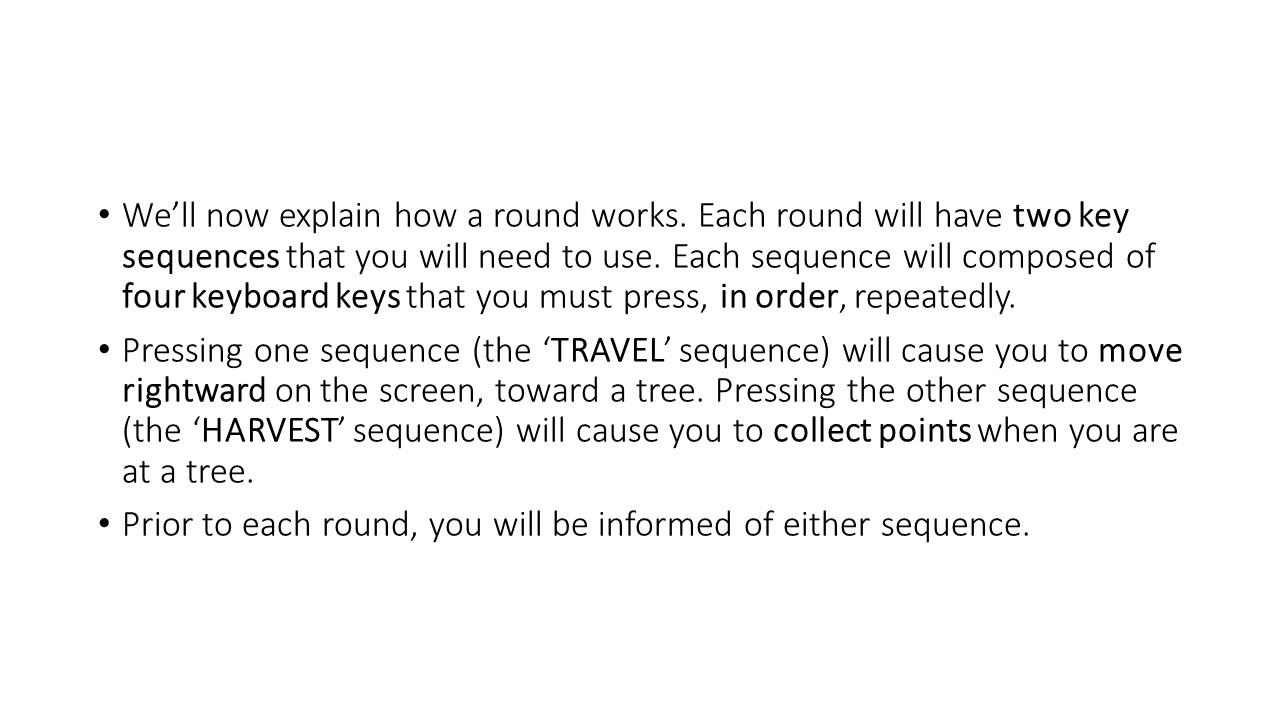 • We’ll now explain how a round works. Each round will have two key
sequences that you will need to use. Each sequence will composed of
four keyboard keys that you must press, in order, repeatedly.
• Pressing one sequence (the ‘TRAVEL’ sequence) will cause you to move
rightward on the screen, toward a tree. Pressing the other sequence
(the ‘HARVEST’ sequence) will cause you to collect points when you are
at a tree.
• Prior to each round, you will be informed of either sequence.